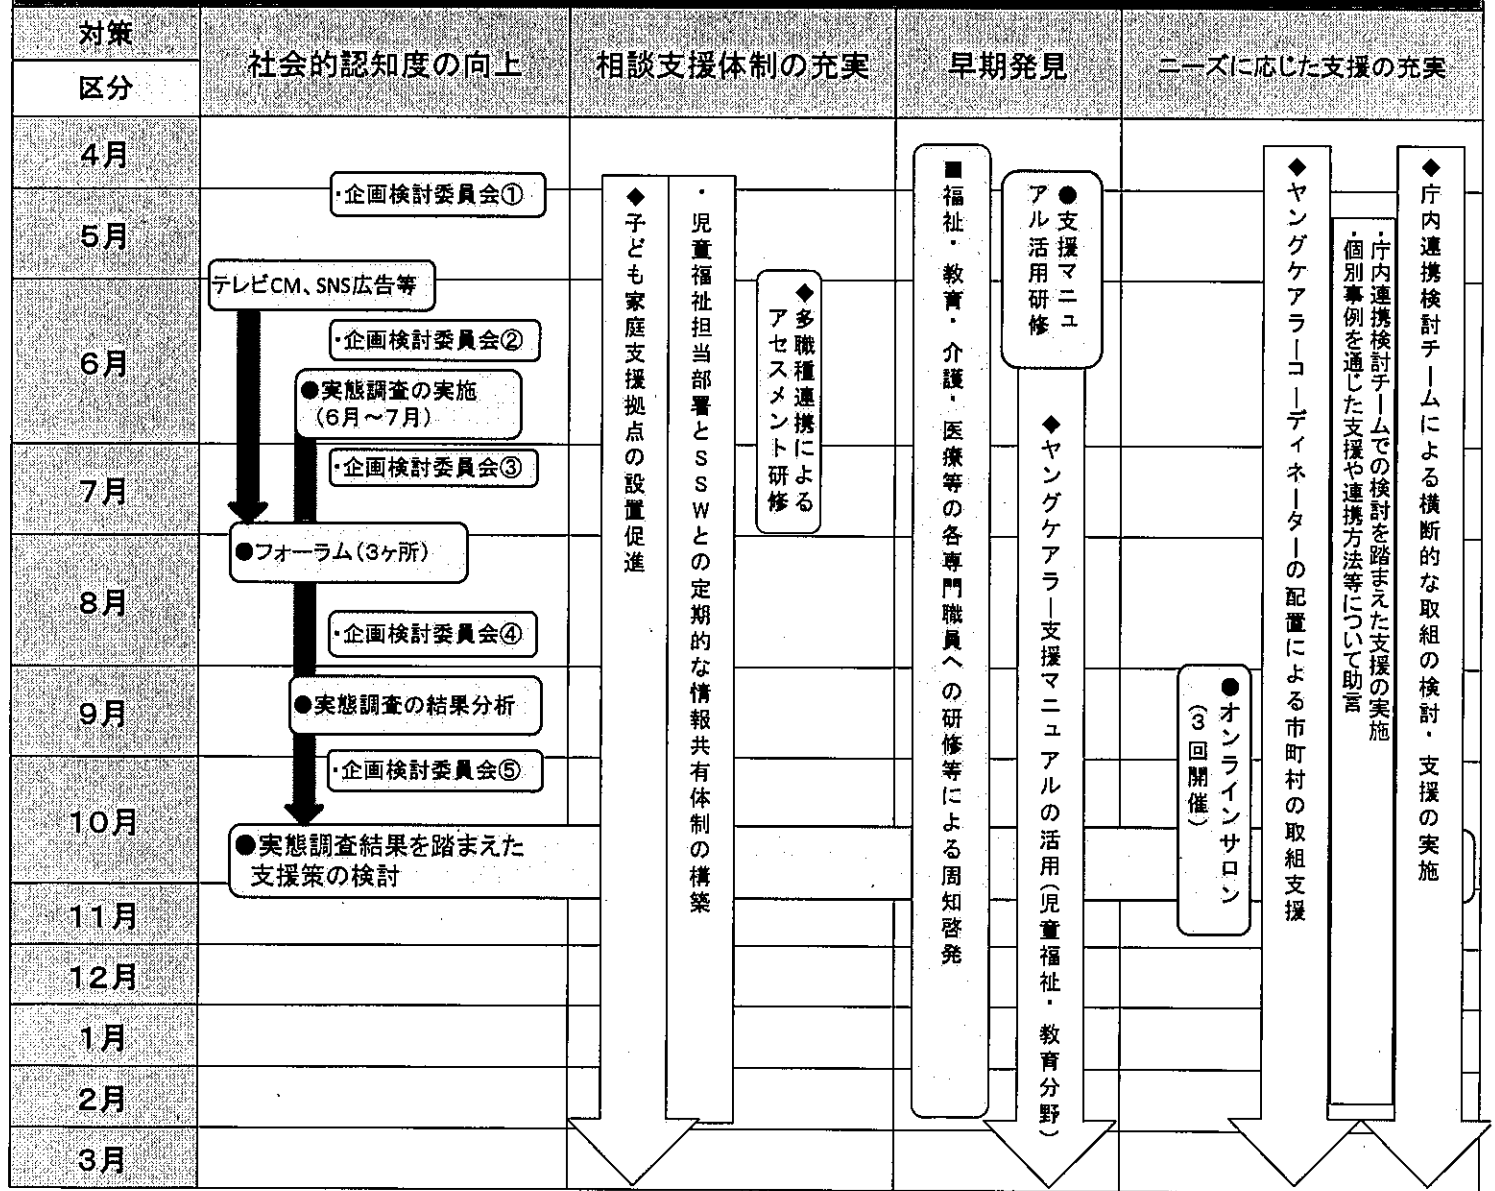 対策
区分
社会的認知度の向上
相談支援体制の充実
早期発見
ニーズに応じた支援の充実
4月
5月
6月
7月
8月
9月
10月
11月
12月
1月
2月
3月
・企画検討委員会①
テレビCM、SNS広告等
・企画検討委員会②
●実態調査の実施
(6月～7月)
・企画検討委員会③
●フォーラム(3ヶ所)
・企画検討委員会④
●実態調査の結果分析
・企画検討委員会⑤
●実態調査結果を踏まえた
支援策の検討
◆子ども家庭支援拠点の設置促進
・児童福祉担当部署とSSWとの定期的な情報共有体制の構築
◆多職種連携による
アセスメント研修
■福祉・教育・介護・医療等の各専門職員への研修等による周知啓発
●支援マニュ
アル活用研修
◆ヤングケアラー支援マニュアルの活用(児童福祉・教育分野)
●オンラインサロン
(3回開催)
◆ヤングケアラーコーディネーターの配置による市町村の取組支援
・庁内連携検討チームでの検討を踏まえた支援の実施
・個別事例を通じた支援や連携方法等について助言
◆庁内連携検討チームによる横断的な取組の検討・支援の実施